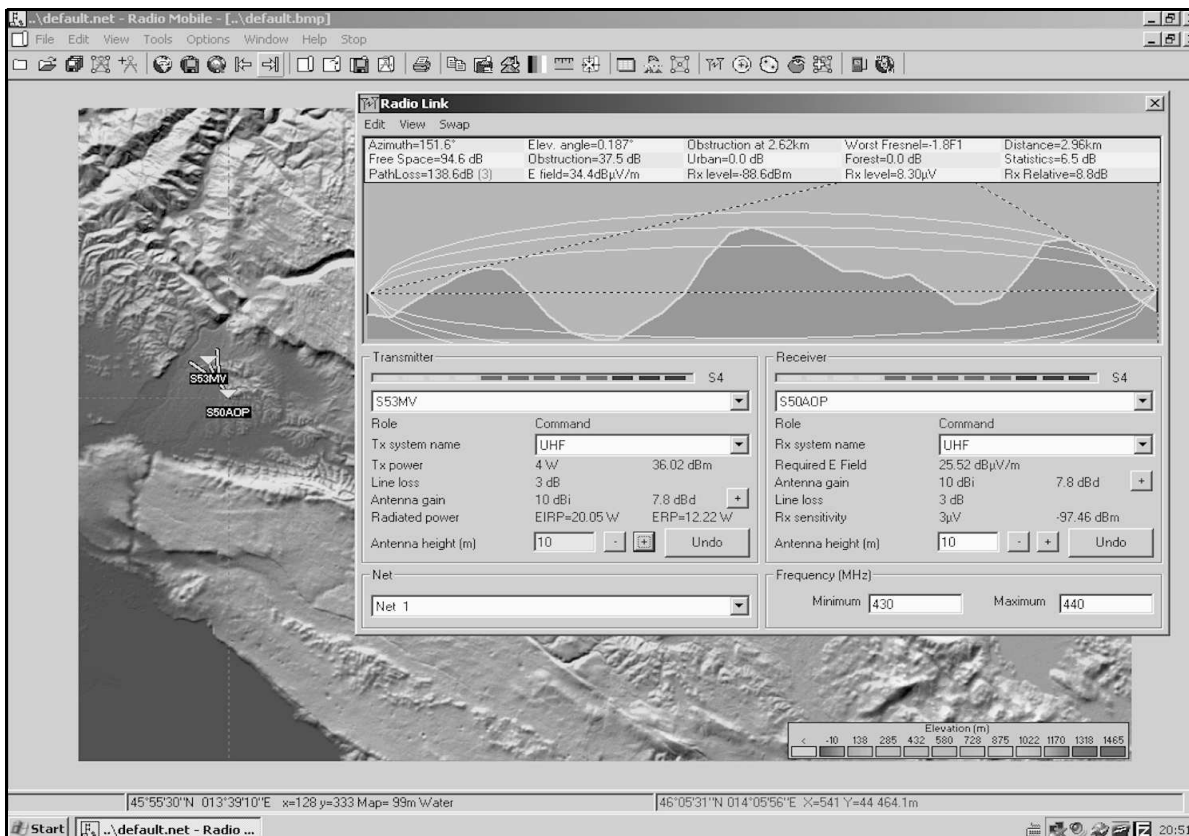 ..\default.net - Radio Mobile - [..\default.bmp]
File Edit View Tools Options Window Help Stop
Radio Link
Edit View Swap
Azimuth=151.6° Elev. angle=0.187° Obstruction at 2.62km Worst Fresnel=-1.8F1 Distance=2.96km
Free Space=94.6 dB Obstruction=37.5 dB Urban=0.0 dB Forest=0.0 dB Statistics=6.5 dB
PathLoss=138.6dB (3) E field=34.4dBµV/m Rx level=-88.6dBm Rx level=8.30µV Rx Relative=8.8dB
Transmitter
S4
S53MV
Role Command
Tx system name UHF
Tx power 4 W 36.02 dBm
Line loss 3 dB
Antenna gain 10 dBi 7.8 dBd +
Radiated power EIRP=20.05 W ERP=12.22 W
Antenna height (m) 10 - + Undo
Net
Net 1
Receiver
S4
S50AOP
Role Command
Rx system name UHF
Required E Field 25.52 dBµV/m
Antenna gain 10 dBi 7.8 dBd +
Line loss 3 dB
Rx sensitivity 3µV -97.46 dBm
Antenna height (m) 10 - + Undo
Frequency (MHz)
Minimum 430 Maximum 440
S53MV
S50AOP
Elevation (m)
< -10 138 285 432 580 728 875 1022 1170 1318 1465
45°55'30"N 013°39'10"E x=128 y=333 Map= 99m Water
46°05'31"N 014°05'56"E X=541 Y=44 464.1m
Start ..\default.net - Radio ... 20:51